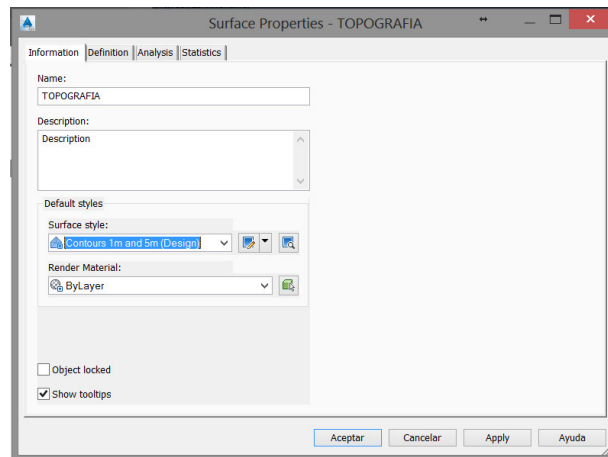 Surface Properties - TOPOGRAFIA
Information Definition Analysis Statistics
Name:
TOPOGRAFIA
Description:
Description
Default styles
Surface style:
Contours 1m and 5m (Design)
Render Material:
ByLayer
Object locked
Show tooltips
Aceptar Cancelar Apply Ayuda